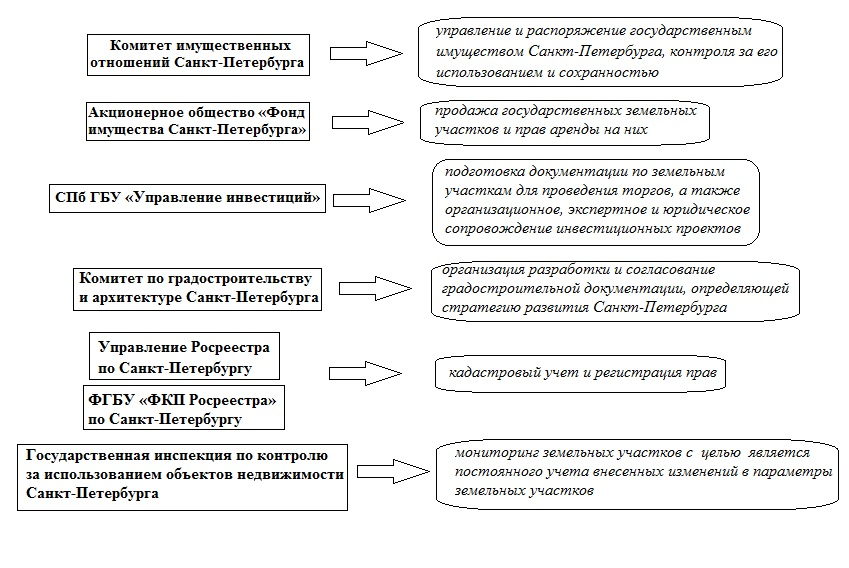 Комитет имущественных
отношений Санкт-Петербурга
управление и распоряжение государственным
имуществом Санкт-Петербурга, контроля за его
использованием и сохранностью
Акционерное общество «Фонд
имущества Санкт-Петербурга»
продажа государственных земельных
участков и прав аренды на них
СПб ГБУ «Управление инвестиций»
подготовка документации по земельным
участкам для проведения торгов, а также
организационное, экспертное и юридическое
сопровождение инвестиционных проектов
Комитет по градостроительству
и архитектуре Санкт-Петербурга
организация разработки и согласование
градостроительной документации, определяющей
стратегию развития Санкт-Петербурга
Управление Росреестра
по Санкт-Петербургу
ФГБУ «ФКП Росреестра»
по Санкт-Петербургу
кадастровый учет и регистрация прав
Государственная инспекция по контролю
за использованием объектов недвижимости
Санкт-Петербурга
мониторинг земельных участков с целью является
постоянного учета внесенных изменений в параметры
земельных участков